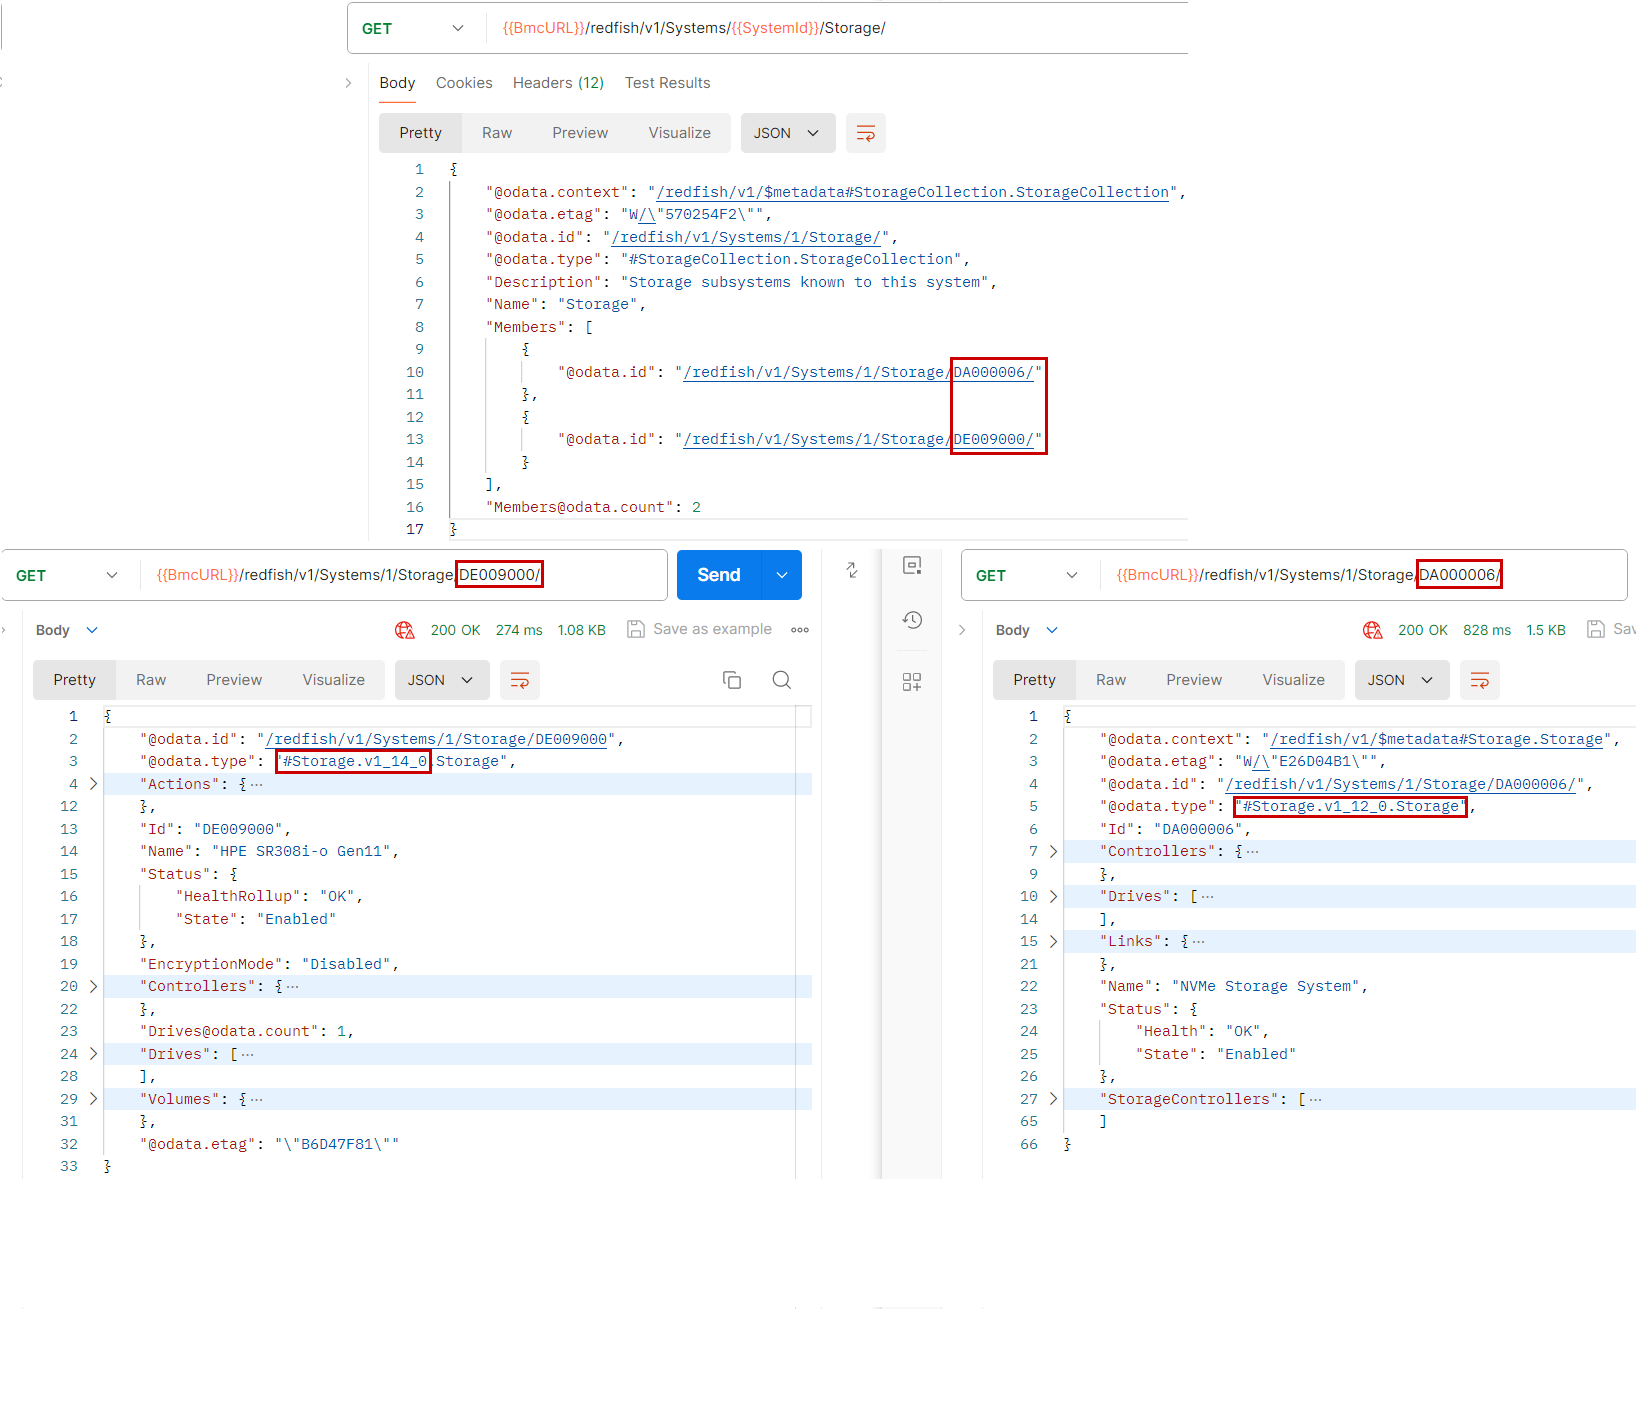 GET {{BmcURL}}/redfish/v1/Systems/{{SystemId}}/Storage/
Body Cookies Headers (12) Test Results
Pretty Raw Preview Visualize JSON
1 {
2 "@odata.context": "/redfish/v1/$metadata#StorageCollection.StorageCollection",
3 "@odata.etag": "W/\"570254F2\"",
4 "@odata.id": "/redfish/v1/Systems/1/Storage/",
5 "@odata.type": "#StorageCollection.StorageCollection",
6 "Description": "Storage subsystems known to this system",
7 "Name": "Storage",
8 "Members": [
9 {
10 "@odata.id": "/redfish/v1/Systems/1/Storage/DA000006/"
11 },
12 {
13 "@odata.id": "/redfish/v1/Systems/1/Storage/DE009000/"
14 }
15 ],
16 "Members@odata.count": 2
17 }
GET {{BmcURL}}/redfish/v1/Systems/1/Storage/DE009000/ Send
Body 200 OK 274 ms 1.08 KB Save as example
Pretty Raw Preview Visualize JSON
1 {
2 "@odata.id": "/redfish/v1/Systems/1/Storage/DE009000",
3 "@odata.type": "#Storage.v1_14_0.Storage",
4 "Actions": {
12 },
13 "Id": "DE009000",
14 "Name": "HPE SR308i-o Gen11",
15 "Status": {
16 "HealthRollup": "OK",
17 "State": "Enabled"
18 },
19 "EncryptionMode": "Disabled",
20 "Controllers": {
22 },
23 "Drives@odata.count": 1,
24 "Drives": [
28 ],
29 "Volumes": {
31 },
32 "@odata.etag": "\"B6D47F81\""
33 }
GET {{BmcURL}}/redfish/v1/Systems/1/Storage/DA000006/
Body 200 OK 828 ms 1.5 KB Sav
Pretty Raw Preview Visualize JSON
1 {
2 "@odata.context": "/redfish/v1/$metadata#Storage.Storage",
3 "@odata.etag": "W/\"E26D04B1\"",
4 "@odata.id": "/redfish/v1/Systems/1/Storage/DA000006/",
5 "@odata.type": "#Storage.v1_12_0.Storage",
6 "Id": "DA000006",
7 "Controllers": {
9 },
10 "Drives": [
14 ],
15 "Links": {
21 },
22 "Name": "NVMe Storage System",
23 "Status": {
24 "Health": "OK",
25 "State": "Enabled"
26 },
27 "StorageControllers": [
65 ]
66 }